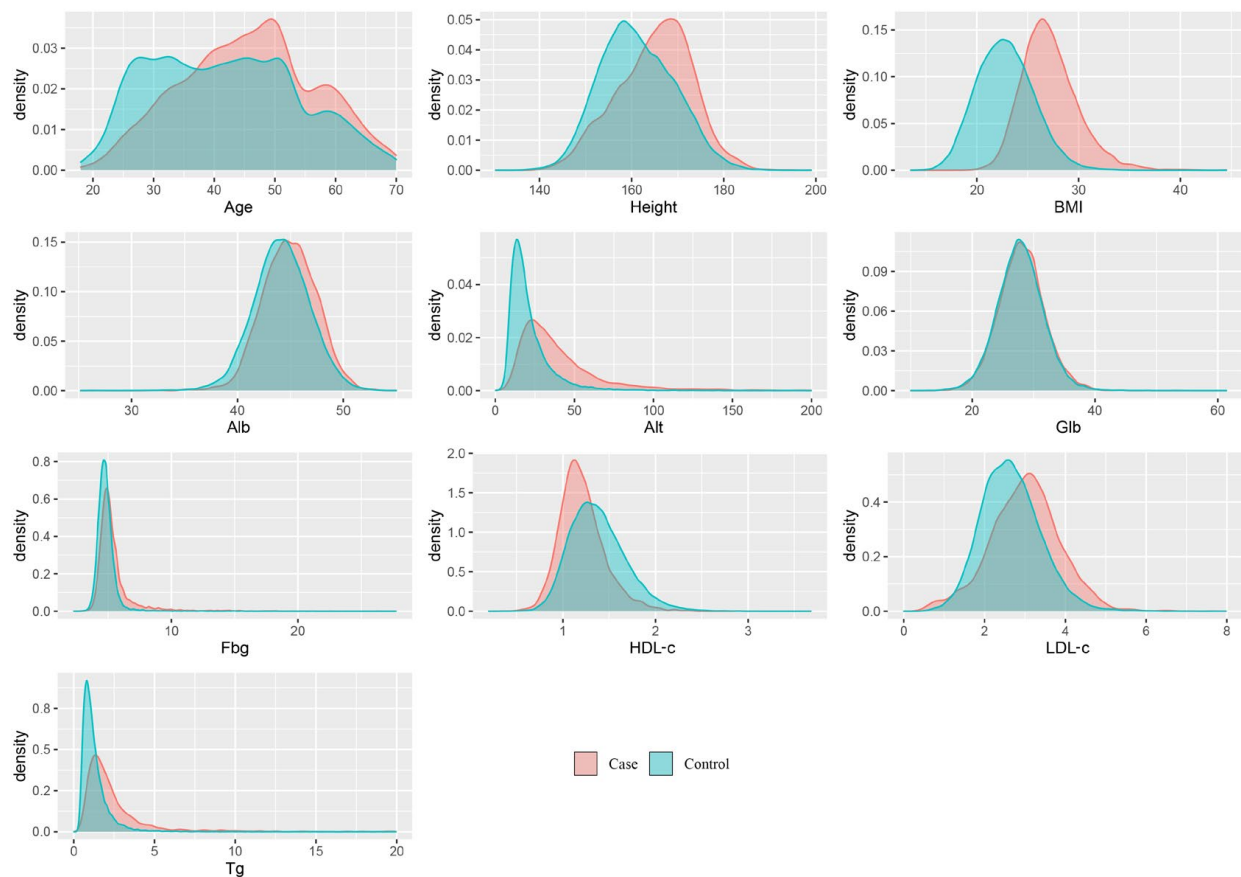 density
0.03
0.02
0.01
0.00
20 30 40 50 60 70
Age
density
0.05
0.04
0.03
0.02
0.01
0.00
140 160 180 200
Height
density
0.15
0.10
0.05
0.00
20 30 40
BMI
density
0.15
0.10
0.05
0.00
30 40 50
Alb
density
0.04
0.02
0.00
0 50 100 150 200
Alt
density
0.09
0.06
0.03
0.00
20 40 60
Glb
density
0.8
0.6
0.4
0.2
0.0
10 20
Fbg
density
2.0
1.5
1.0
0.5
0.0
1 2 3
HDL-c
density
0.4
0.2
0.0
0 2 4 6 8
LDL-c
density
0.8
0.5
0.2
0.0
0 5 10 15 20
Tg
Case Control